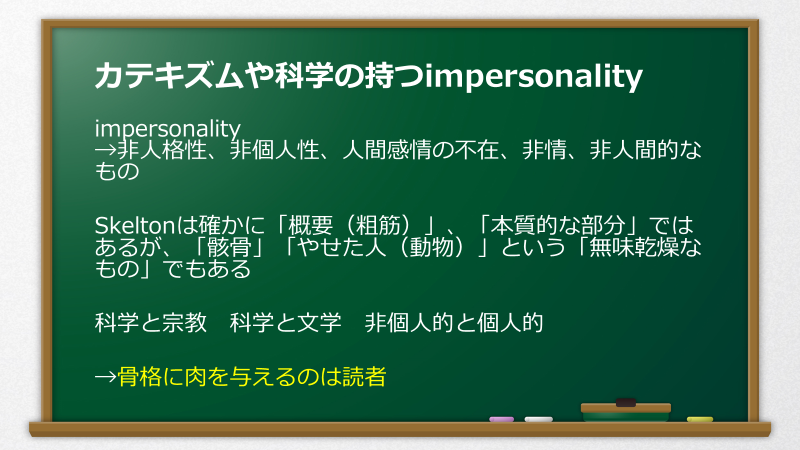 カテキズムや科学の持つimpersonality
impersonality
→非人格性、非個人性、人間感情の不在、非情、非人間的な
もの
Skeltonは確かに「概要（粗筋）」、「本質的な部分」では
あるが、「骸骨」「やせた人（動物）」という「無味乾燥な
もの」でもある
科学と宗教　科学と文学　非個人的と個人的
→骨格に肉を与えるのは読者